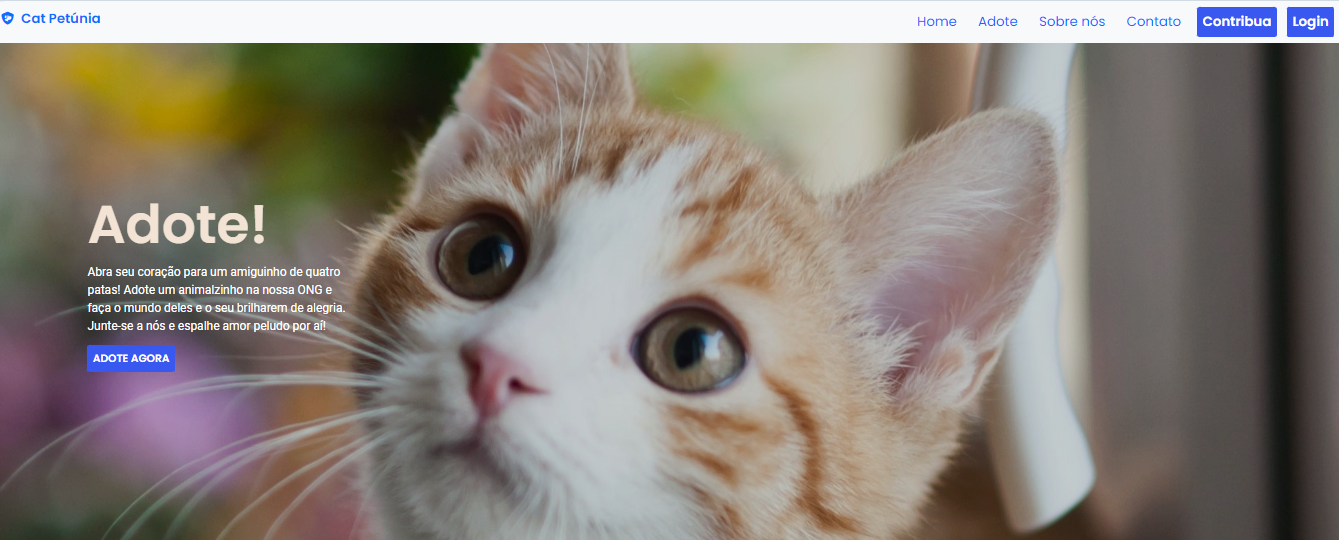 Cat Petúnia
Home Adote Sobre nós Contato Contribua Login
Adote!
Abra seu coração para um amiguinho de quatro
patas! Adote um animalzinho na nossa ONG e
faça o mundo deles e o seu brilharem de alegria.
Junte-se a nós e espalhe amor peludo por aí!
ADOTE AGORA